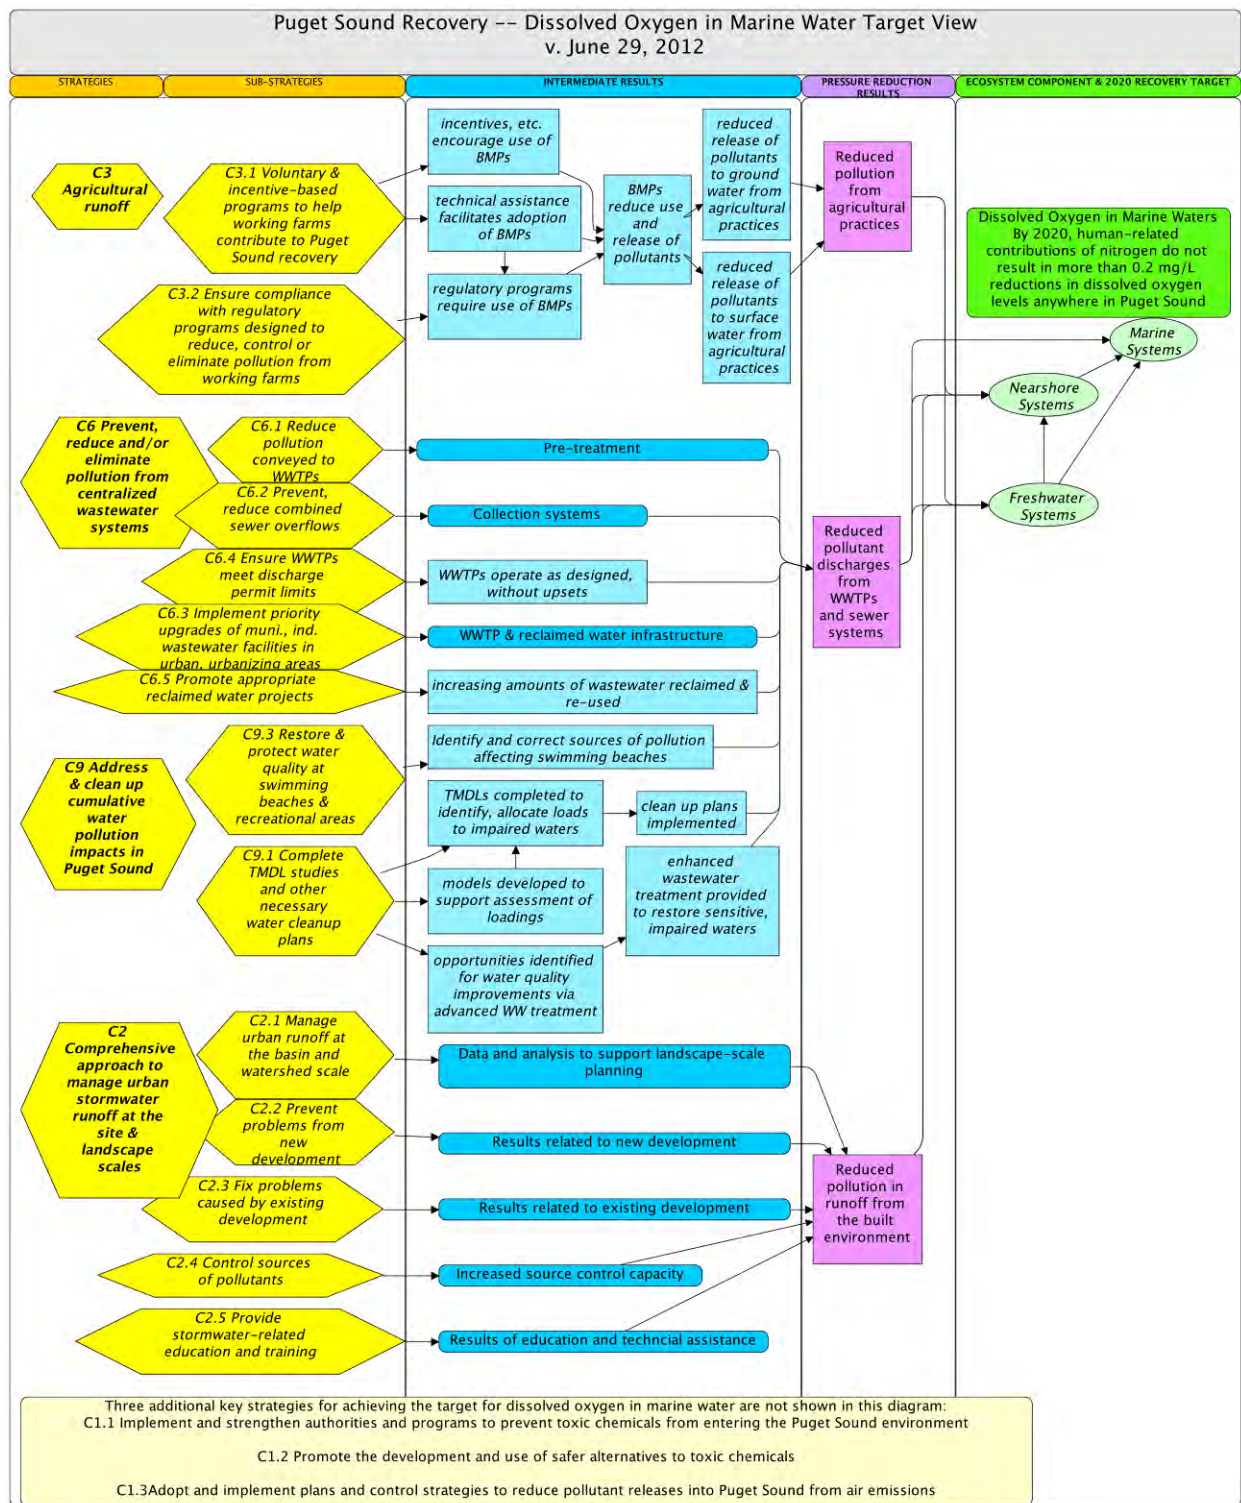 Puget Sound Recovery -- Dissolved Oxygen in Marine Water Target View
v. June 29, 2012
STRATEGIES
SUB-STRATEGIES
INTERMEDIATE RESULTS
PRESSURE REDUCTION
RESULTS
ECOSYSTEM COMPONENT & 2020 RECOVERY TARGET
C3
Agricultural
runoff
C3.1 Voluntary &
incentive-based
programs to help
working farms
contribute to Puget
Sound recovery
C3.2 Ensure compliance
with regulatory
programs designed to
reduce, control or
eliminate pollution from
working farms
incentives, etc.
encourage use of
BMPs
technical assistance
facilitates adoption
of BMPs
regulatory programs
require use of BMPs
BMPs
reduce use
and
release of
pollutants
reduced
release of
pollutants
to ground
water from
agricultural
practices
reduced
release of
pollutants
to surface
water from
agricultural
practices
Reduced
pollution
from
agricultural
practices
Dissolved Oxygen in Marine Waters
By 2020, human-related
contributions of nitrogen do not
result in more than 0.2 mg/L
reductions in dissolved oxygen
levels anywhere in Puget Sound
Marine
Systems
Nearshore
Systems
Freshwater
Systems
C6 Prevent,
reduce and/or
eliminate
pollution from
centralized
wastewater
systems
C6.1 Reduce
pollution
conveyed to
WWTPs
C6.2 Prevent,
reduce combined
sewer overflows
C6.4 Ensure WWTPs
meet discharge
permit limits
C6.3 Implement priority
upgrades of muni., ind.
wastewater facilities in
urban, urbanizing areas
C6.5 Promote appropriate
reclaimed water projects
Pre-treatment
Collection systems
WWTPs operate as designed,
without upsets
WWTP & reclaimed water infrastructure
increasing amounts of wastewater reclaimed &
re-used
Reduced
pollutant
discharges
from
WWTPs
and sewer
systems
C9 Address
& clean up
cumulative
water
pollution
impacts in
Puget Sound
C9.3 Restore &
protect water
quality at
swimming
beaches &
recreational areas
C9.1 Complete
TMDL studies
and other
necessary
water cleanup
plans
Identify and correct sources of pollution
affecting swimming beaches
TMDLs completed to
identify, allocate loads
to impaired waters
clean up plans
implemented
models developed to
support assessment of
loadings
enhanced
wastewater
treatment provided
to restore sensitive,
impaired waters
opportunities identified
for water quality
improvements via
advanced WW treatment
C2
Comprehensive
approach to
manage urban
stormwater
runoff at the
site &
landscape
scales
C2.1 Manage
urban runoff at
the basin and
watershed scale
C2.2 Prevent
problems from
new
development
C2.3 Fix problems
caused by existing
development
C2.4 Control sources
of pollutants
C2.5 Provide
stormwater-related
education and training
Data and analysis to support landscape-scale
planning
Results related to new development
Results related to existing development
Increased source control capacity
Results of education and techncial assistance
Reduced
pollution in
runoff from
the built
environment
Three additional key strategies for achieving the target for dissolved oxygen in marine water are not shown in this diagram:
C1.1 Implement and strengthen authorities and programs to prevent toxic chemicals from entering the Puget Sound environment
C1.2 Promote the development and use of safer alternatives to toxic chemicals
C1.3Adopt and implement plans and control strategies to reduce pollutant releases into Puget Sound from air emissions